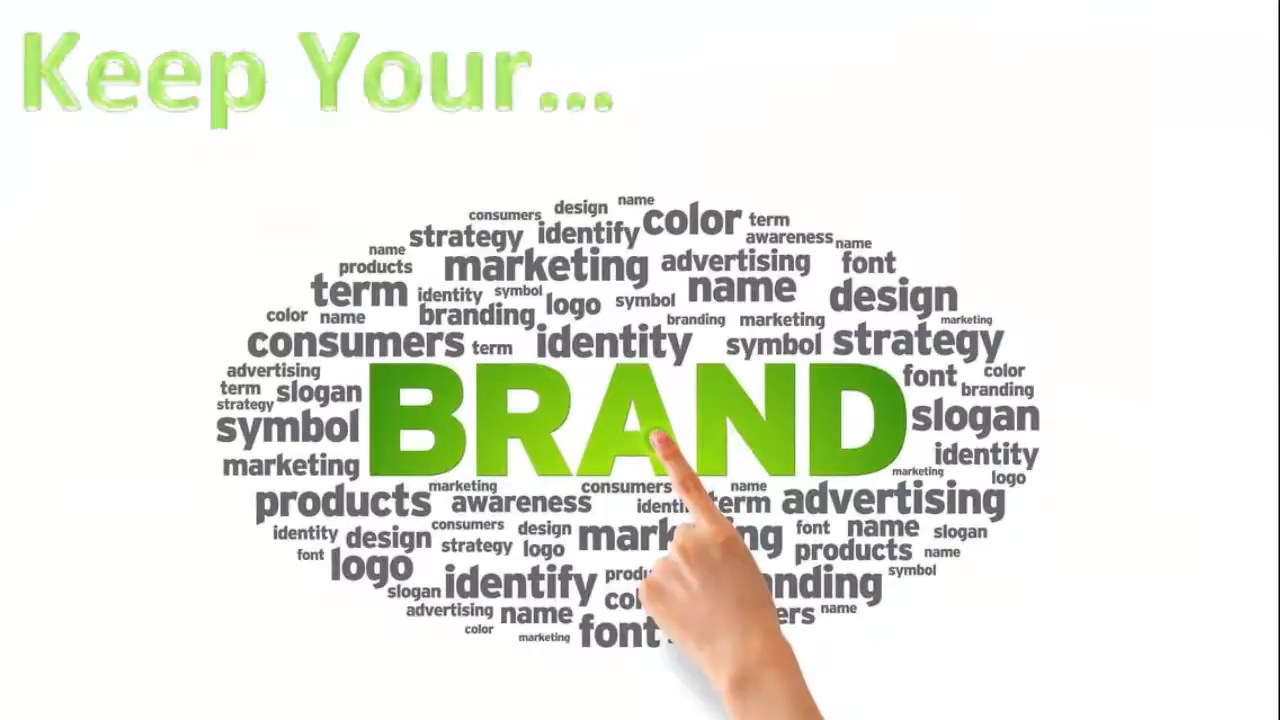 Keep Your...
name
consumers design color term
strategy identify awareness name
name marketing advertising font
products
term identity symbol logo symbol name design
color name branding branding marketing marketing
consumers term identity symbol strategy
advertising font color
term slogan BRAND branding
strategy slogan
symbol
marketing identity
marketing logo
products marketing awareness consumers name term advertising
identity design consumers design font name slogan
font strategy logo products name
logo identify symbol
slogan
advertising name name
color marketing font